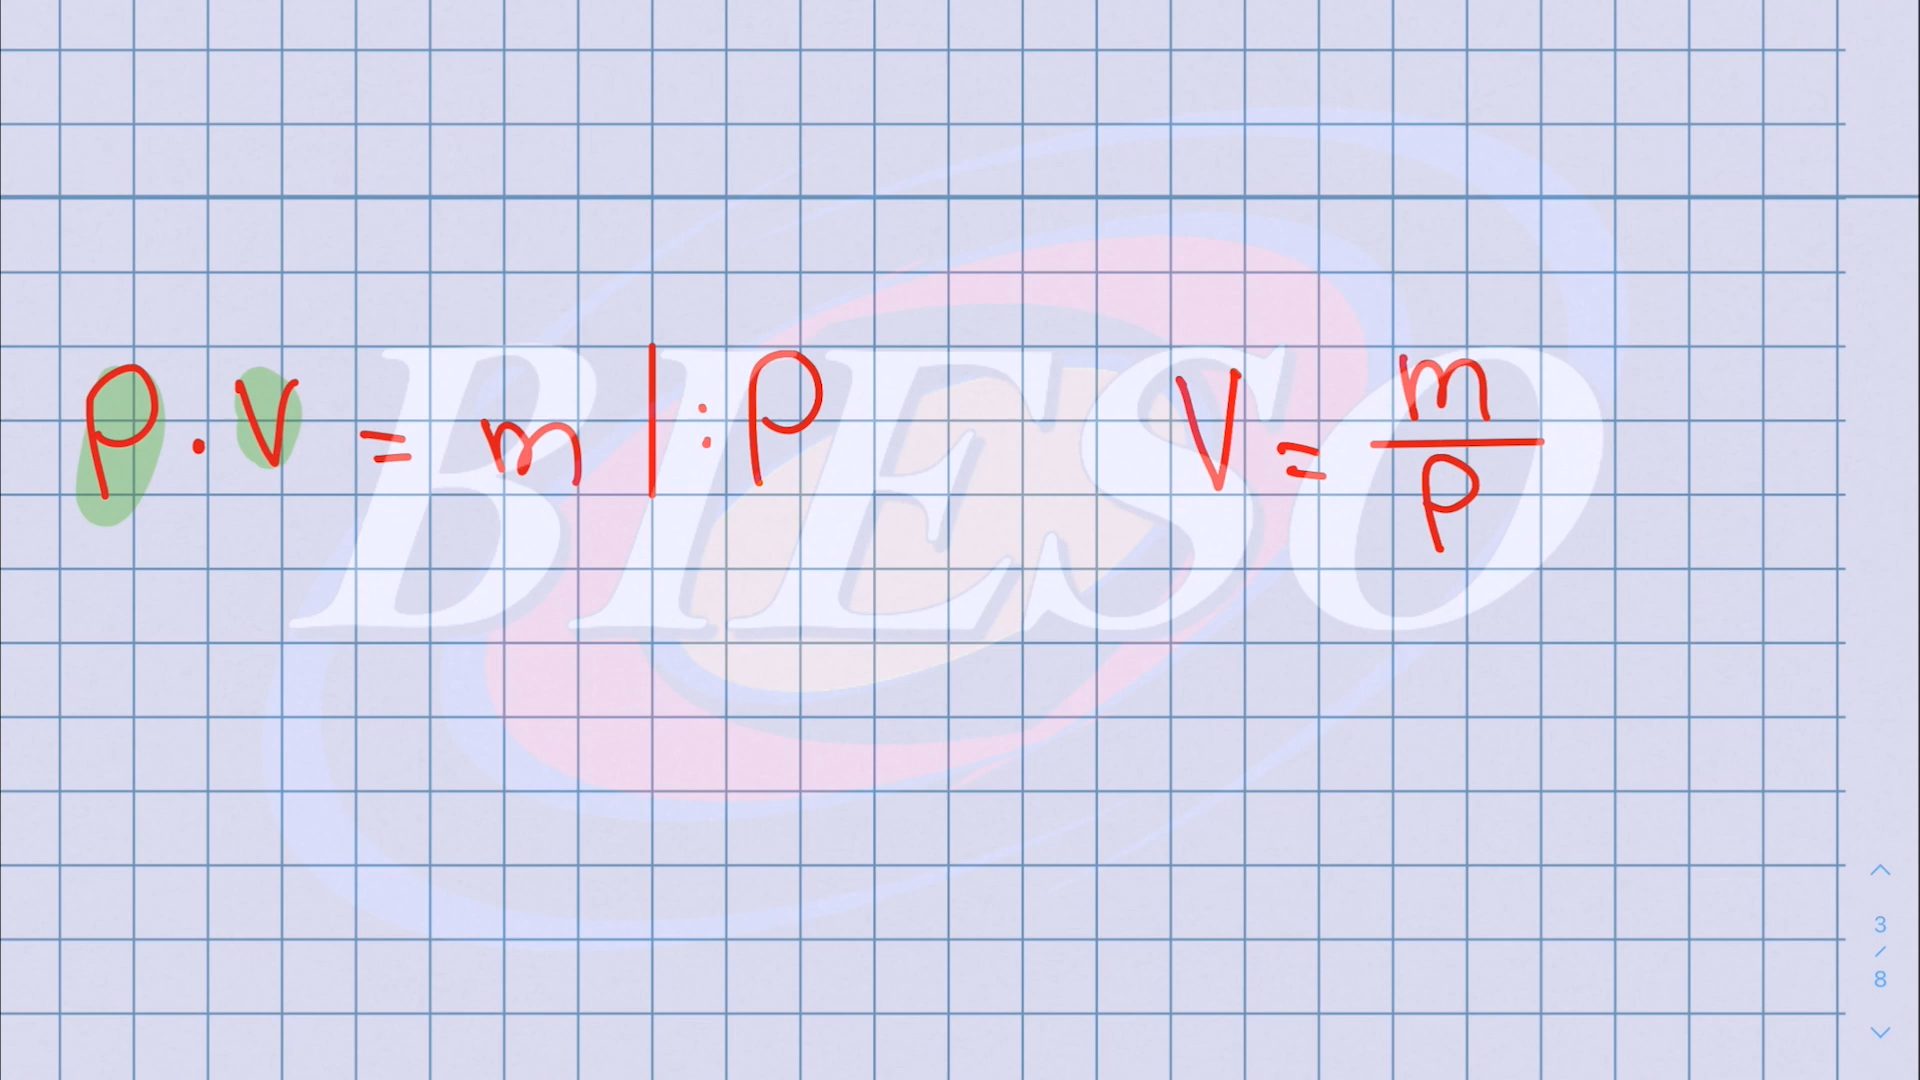 ρ · V = m | : ρ V = m/ρ
BIESO
3
/
8